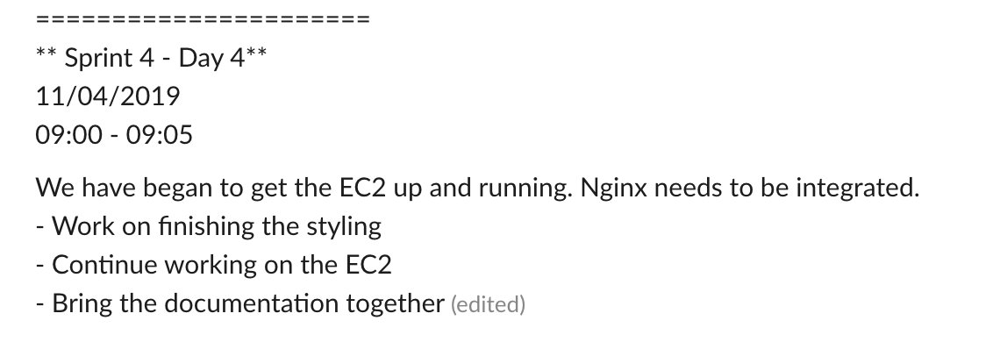 ======================
** Sprint 4 - Day 4**
11/04/2019
09:00 - 09:05
We have began to get the EC2 up and running. Nginx needs to be integrated.
- Work on finishing the styling
- Continue working on the EC2
- Bring the documentation together (edited)